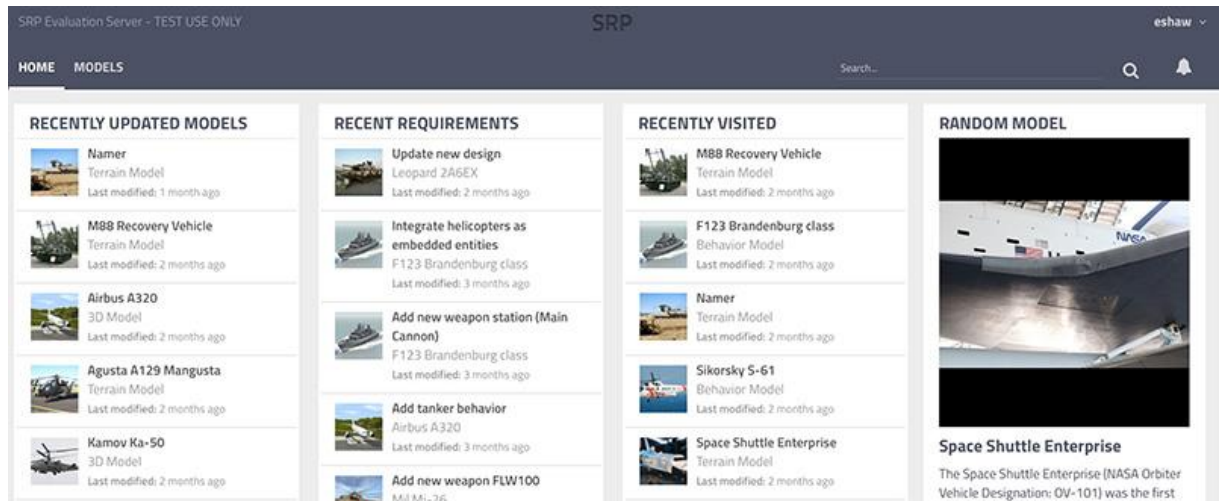 SRP Evaluation Server - TEST USE ONLY
SRP
eshaw
HOME MODELS
Search...
RECENTLY UPDATED MODELS
Namer
Terrain Model
Last modified: 1 month ago
M88 Recovery Vehicle
Terrain Model
Last modified: 2 months ago
Airbus A320
3D Model
Last modified: 2 months ago
Agusta A129 Mangusta
Terrain Model
Last modified: 2 months ago
Kamov Ka-50
3D Model
Last modified: 2 months ago
RECENT REQUIREMENTS
Update new design
Leopard 2A6EX
Last modified: 2 months ago
Integrate helicopters as
embedded entities
F123 Brandenburg class
Last modified: 3 months ago
Add new weapon station (Main
Cannon)
F123 Brandenburg class
Last modified: 3 months ago
Add tanker behavior
Airbus A320
Last modified: 3 months ago
Add new weapon FLW100
Mil Mi-26
RECENTLY VISITED
M88 Recovery Vehicle
Terrain Model
Last modified: 2 months ago
F123 Brandenburg class
Behavior Model
Last modified: 2 months ago
Namer
Terrain Model
Last modified: 2 months ago
Sikorsky S-61
Behavior Model
Last modified: 2 months ago
Space Shuttle Enterprise
Terrain Model
Last modified: 2 months ago
RANDOM MODEL
NASA
Space Shuttle Enterprise
The Space Shuttle Enterprise (NASA Orbiter
Vehicle Designation: OV-101) was the first